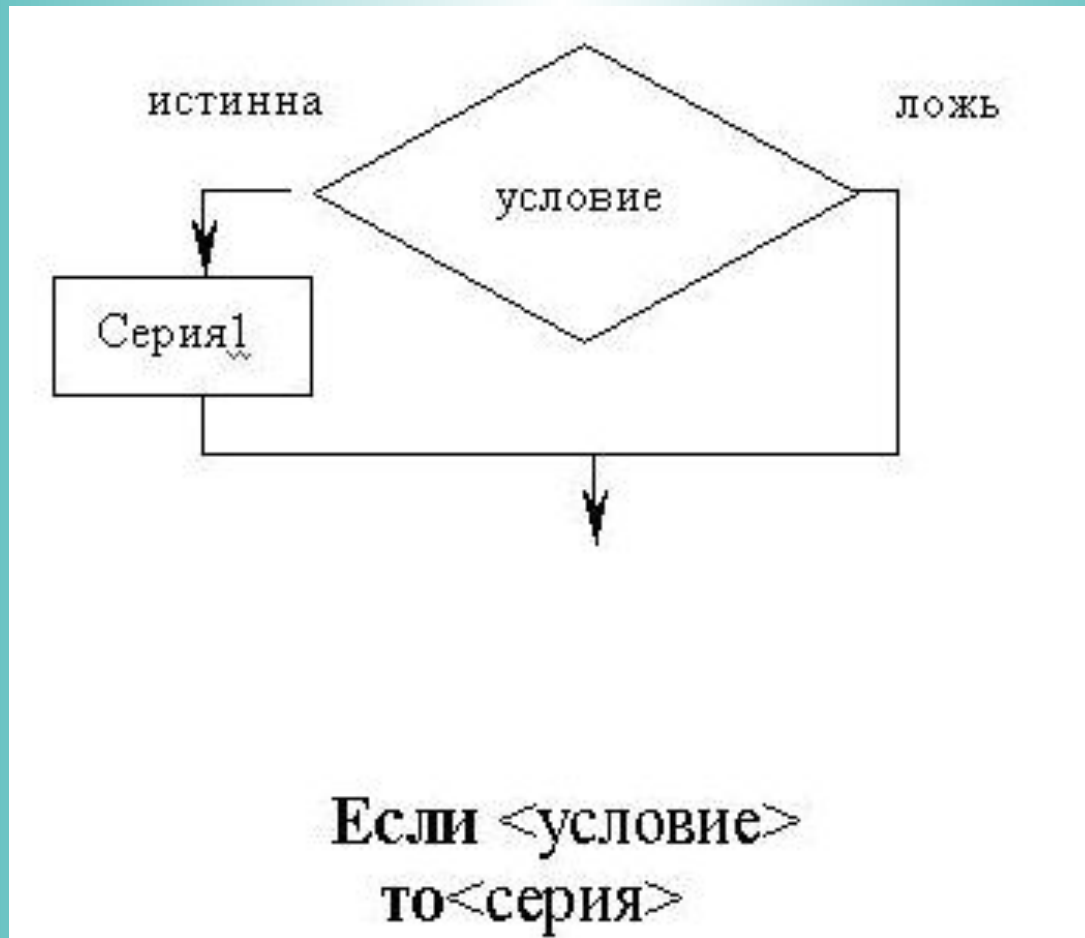 истинна
ложь
условие
Серия1
Если <условие>
то<серия>